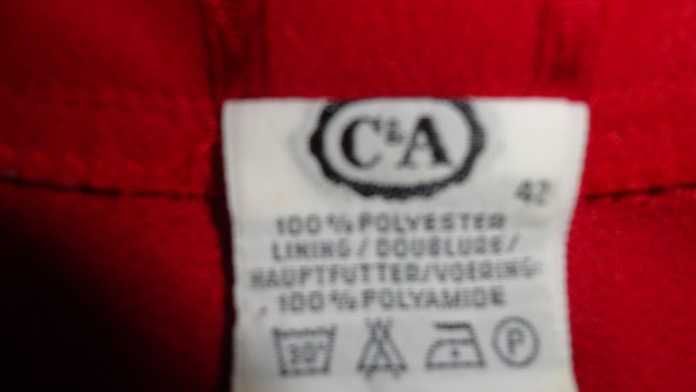 C&A
42
100% POLYESTER
LINING/DOUBLURE/
HAUPTFUTTER/VOERING:
100% POLYAMIDE
30° P